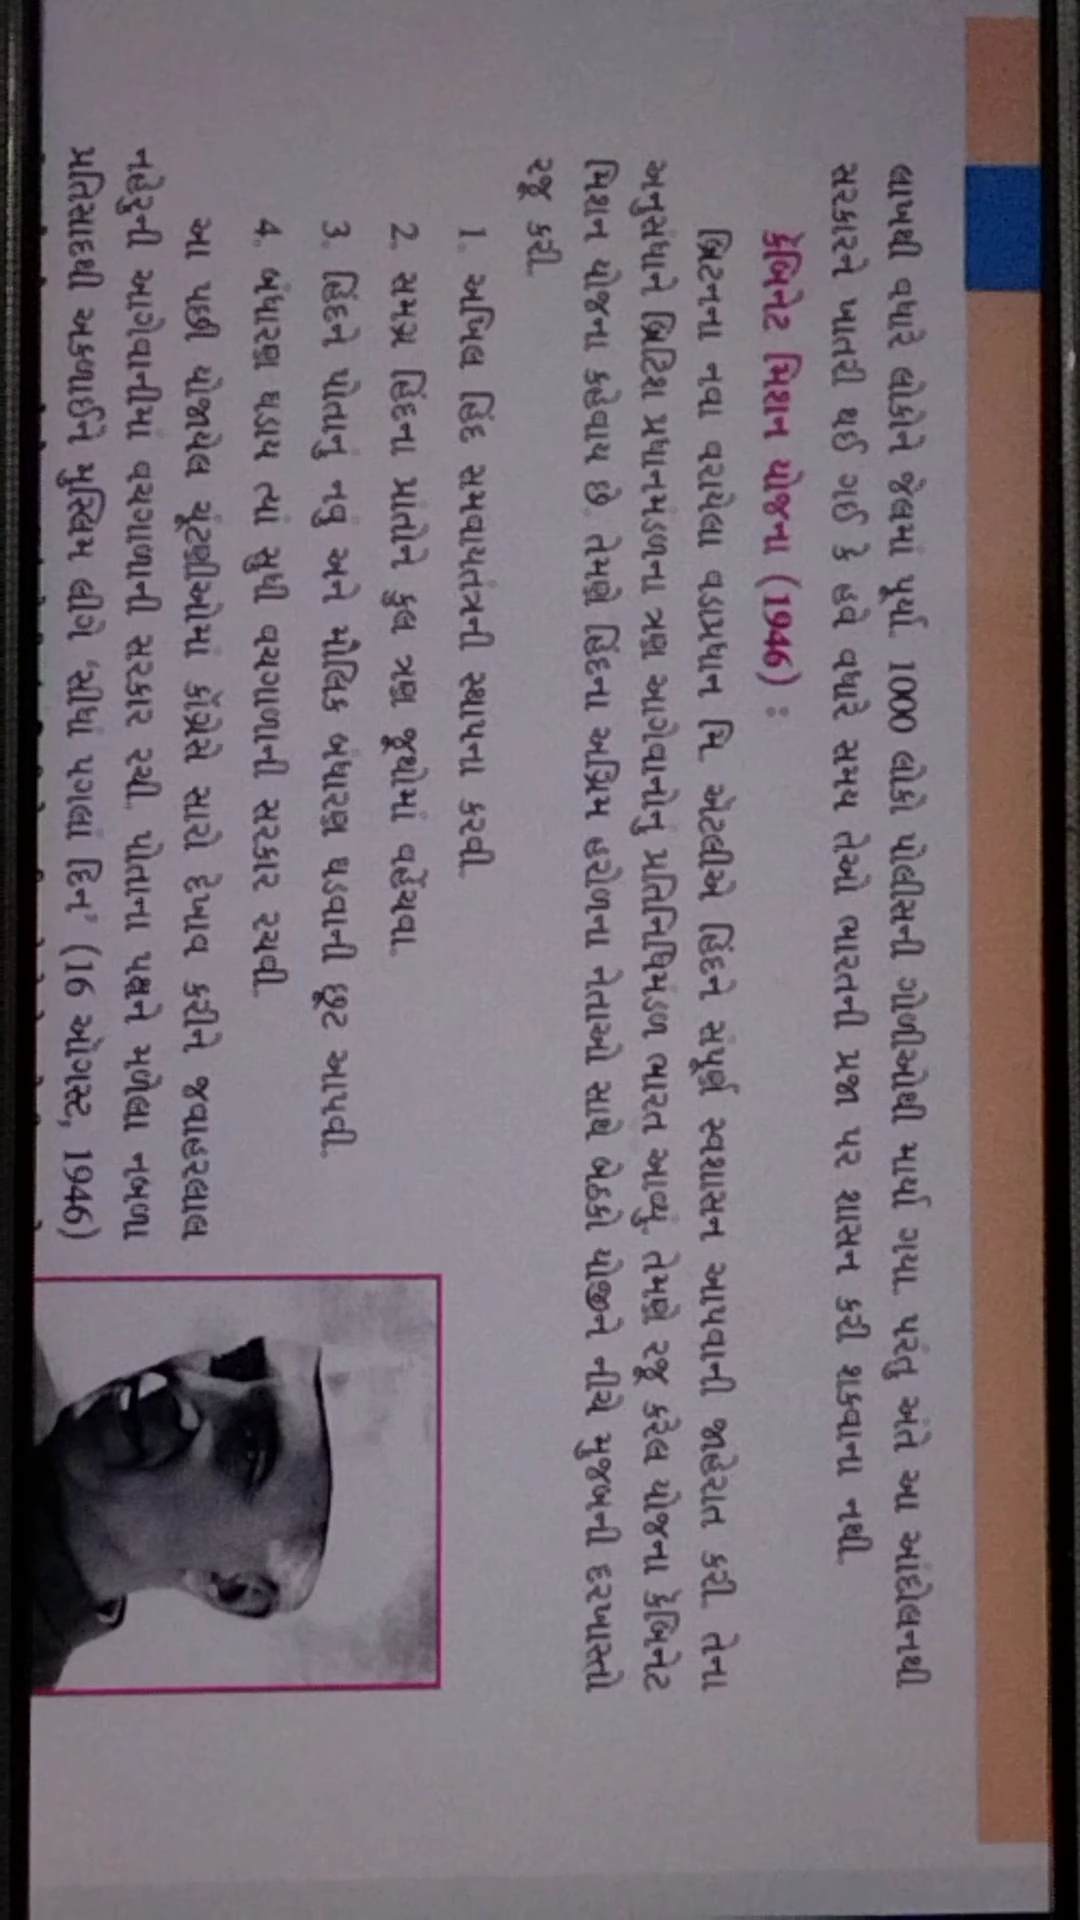 લાખથી વધારે લોકોને જેલમાં પૂર્યા. 1000 લોકો પોલીસની ગોળીઓથી માર્યા ગયા. પરંતુ અંતે આ આંદોલનથી
સરકારને ખાતરી થઈ ગઈ કે હવે વધારે સમય તેઓ ભારતની પ્રજા પર શાસન કરી શકવાના નથી.
કૅબિનેટ મિશન યોજના (1946) :
બ્રિટનના નવા વરાયેલા વડાપ્રધાન મિ. ઍટલીએ હિંદને સંપૂર્ણ સ્વશાસન આપવાની જાહેરાત કરી. તેના
અનુસંધાને બ્રિટિશ પ્રધાનમંડળના ત્રણ આગેવાનોનું પ્રતિનિધિમંડળ ભારત આવ્યું. તેમણે રજૂ કરેલ યોજના કૅબિનેટ
મિશન યોજના કહેવાય છે. તેમણે હિંદના અગ્રિમ હરોળના નેતાઓ સાથે બેઠકો યોજીને નીચે મુજબની દરખાસ્તો
રજૂ કરી.
1. અખિલ હિંદ સમવાયતંત્રની સ્થાપના કરવી.
2. સમગ્ર હિંદના પ્રાંતોને કુલ ત્રણ જૂથોમાં વહેંચવા.
3. હિંદને પોતાનું નવું અને મૌલિક બંધારણ ઘડવાની છૂટ આપવી.
4. બંધારણ ઘડાય ત્યાં સુધી વચગાળાની સરકાર રચવી.
આ પછી યોજાયેલ ચૂંટણીઓમાં કૉંગ્રેસે સારો દેખાવ કરીને જવાહરલાલ
નહેરુની આગેવાનીમાં વચગાળાની સરકાર રચી. પોતાના પક્ષને મળેલા નબળા
પ્રતિસાદથી અકળાઈને મુસ્લિમ લીગે 'સીધાં પગલાં દિન' (16 ઑગસ્ટ, 1946)